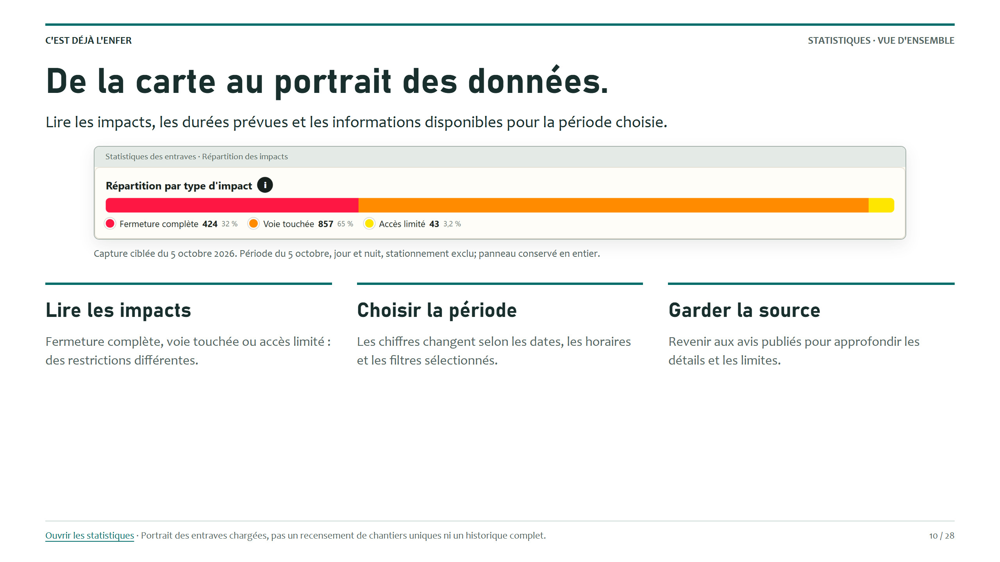 C'EST DÉJÀ L'ENFER
STATISTIQUES · VUE D'ENSEMBLE
De la carte au portrait des données.
Lire les impacts, les durées prévues et les informations disponibles pour la période choisie.
Statistiques des entraves · Répartition des impacts
Répartition par type d'impact i
Fermeture complète 424 32 % Voie touchée 857 65 % Accès limité 43 3,2 %
Capture ciblée du 5 octobre 2026. Période du 5 octobre, jour et nuit, stationnement exclu; panneau conservé en entier.
Lire les impacts
Fermeture complète, voie touchée ou accès limité :
des restrictions différentes.
Choisir la période
Les chiffres changent selon les dates, les horaires
et les filtres sélectionnés.
Garder la source
Revenir aux avis publiés pour approfondir les
détails et les limites.
Ouvrir les statistiques · Portrait des entraves chargées, pas un recensement de chantiers uniques ni un historique complet.
10 / 28